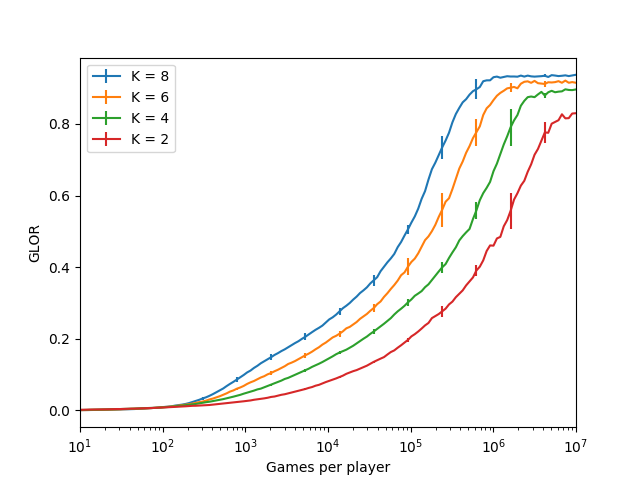 K = 8
K = 6
K = 4
K = 2
GLOR
0.8
0.6
0.4
0.2
0.0
10^1 10^2 10^3 10^4 10^5 10^6 10^7
Games per player